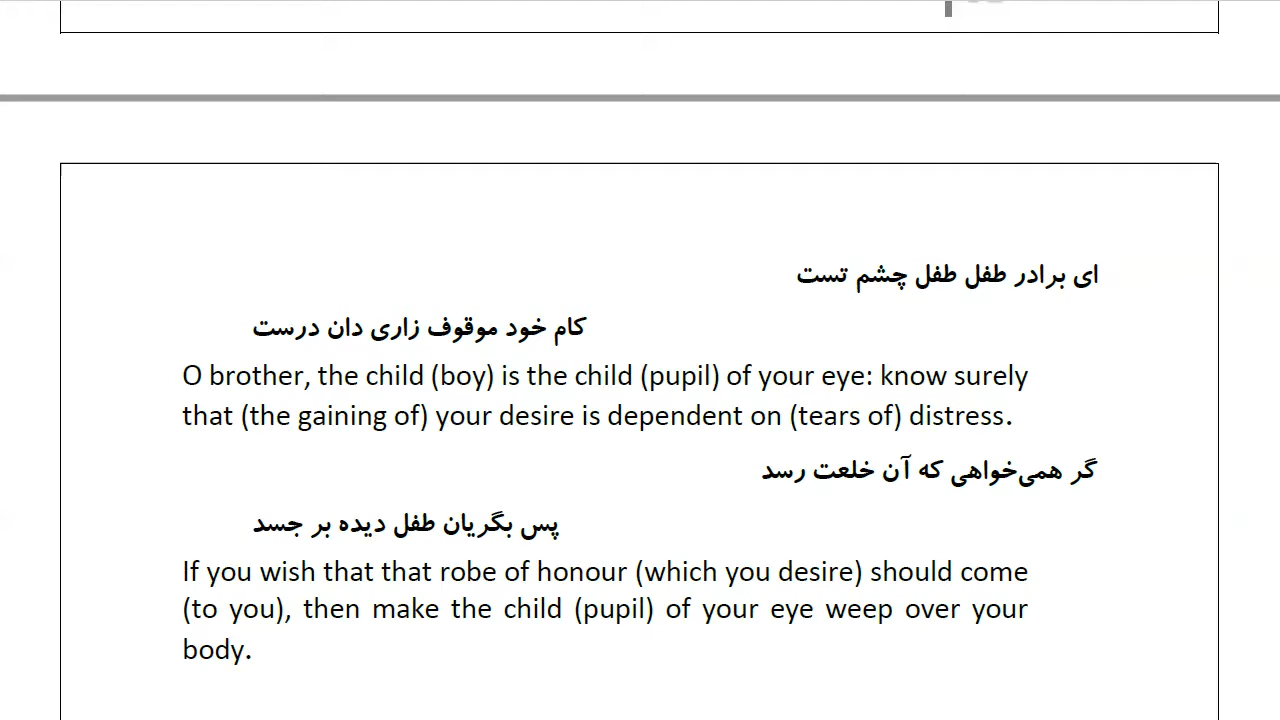 ای برادر طفل طفل چشم تست
کام خود موقوف زاری دان درست
O brother, the child (boy) is the child (pupil) of your eye: know surely
that (the gaining of) your desire is dependent on (tears of) distress.
گر همی‌خواهی که آن خلعت رسد
پس بگریان طفل دیده بر جسد
If you wish that that robe of honour (which you desire) should come
(to you), then make the child (pupil) of your eye weep over your
body.